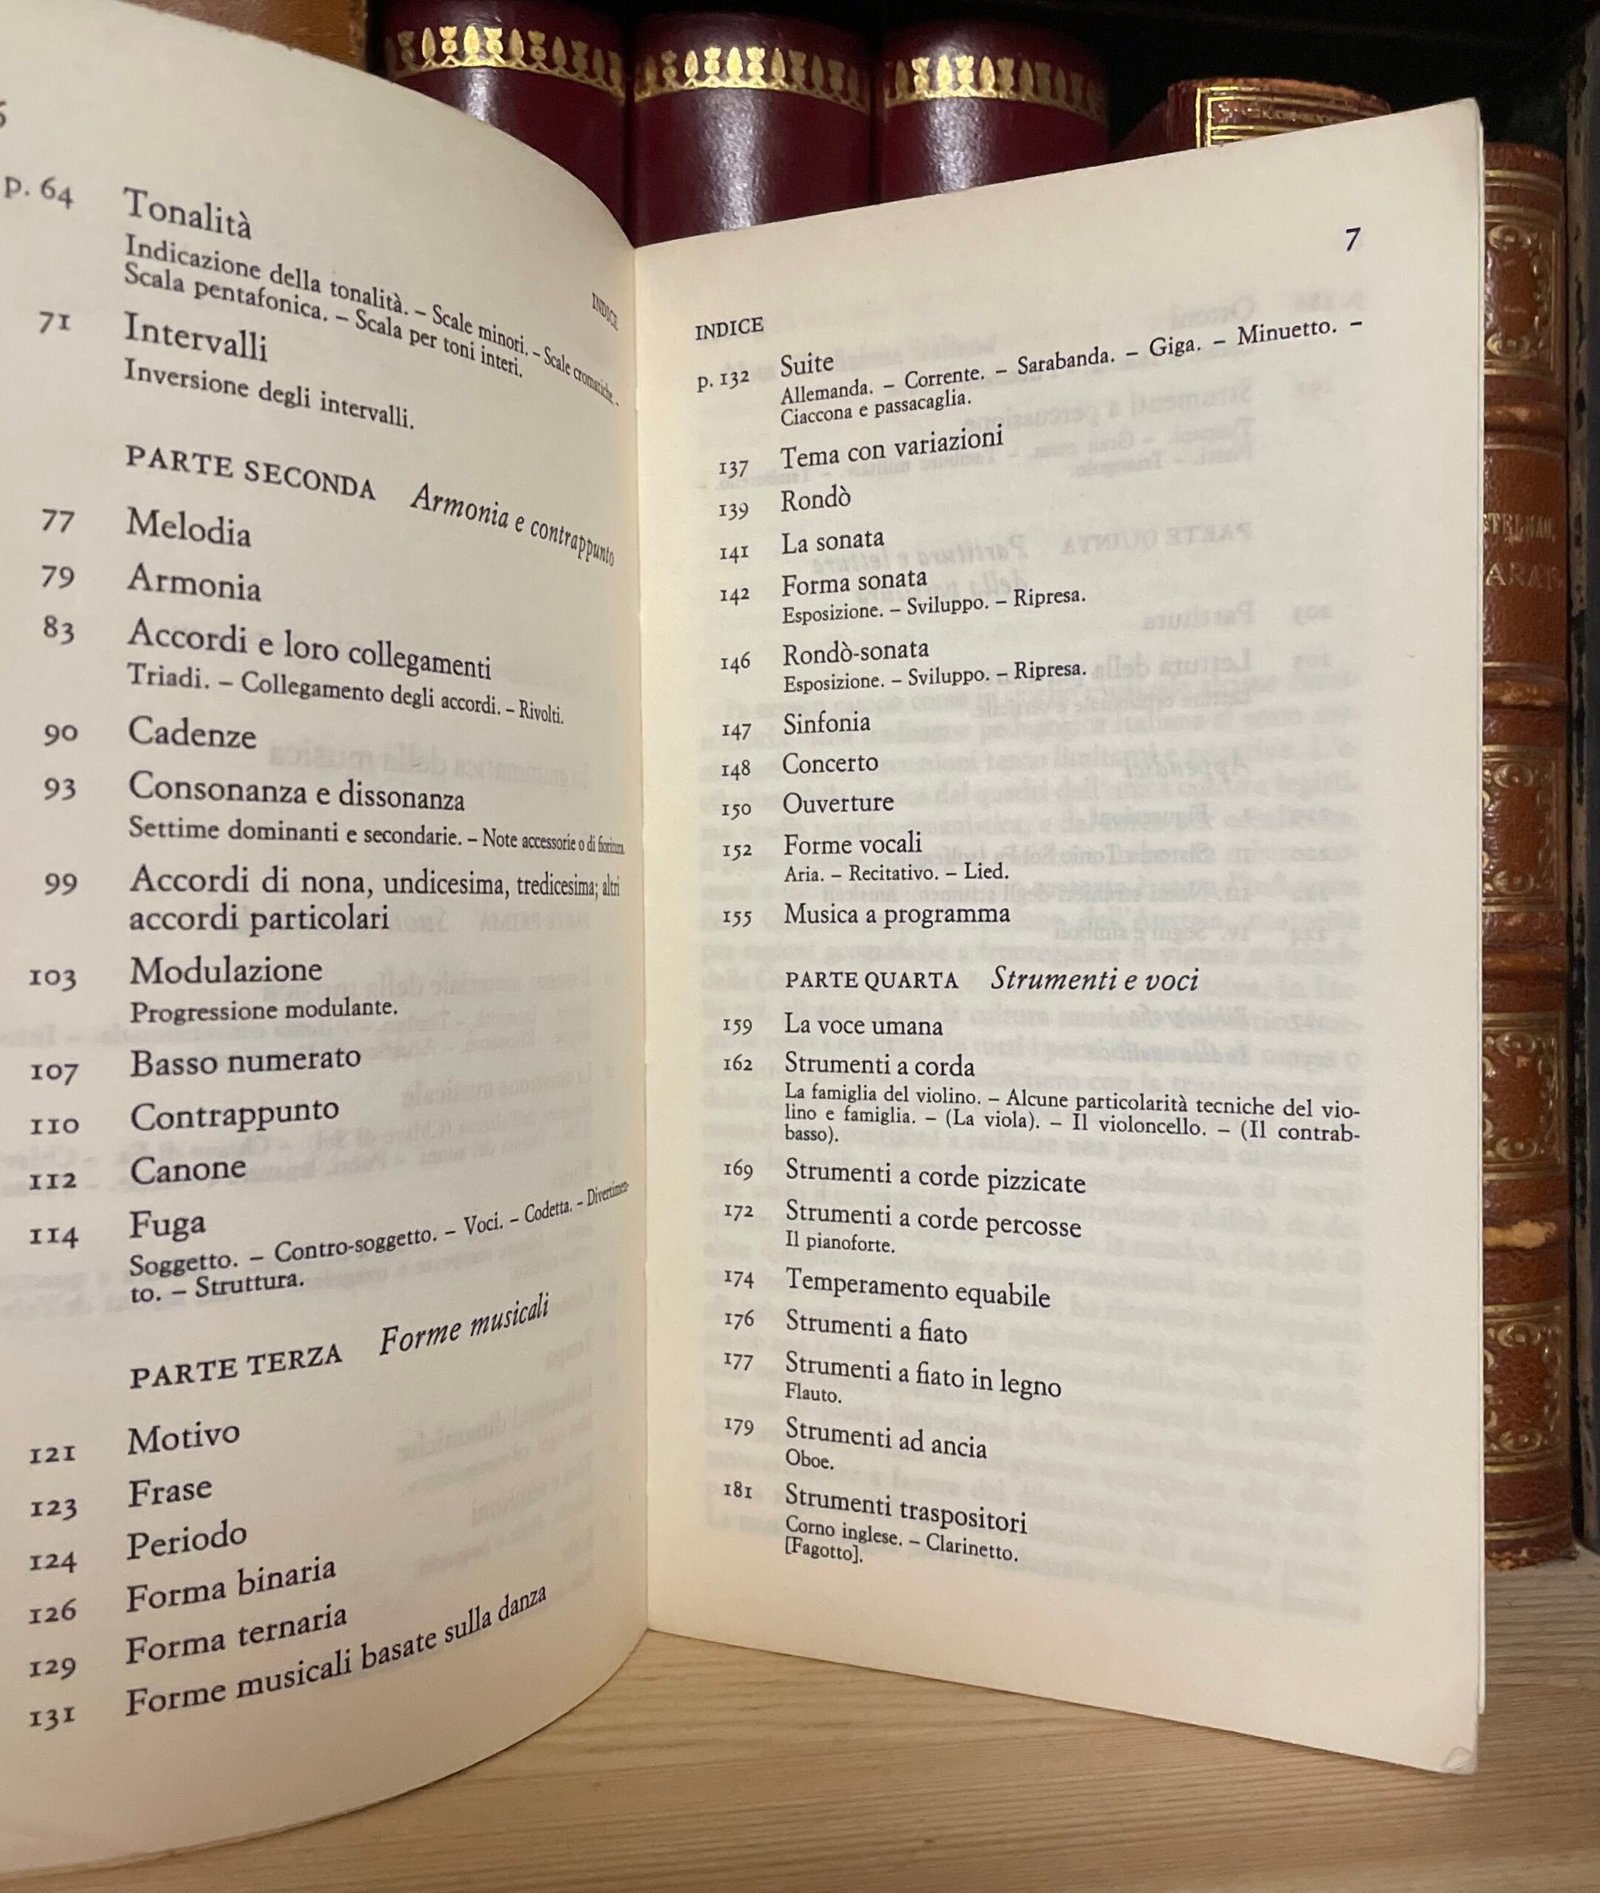 p. 64 Tonalità
Indicazione della tonalità. – Scale minori. – Scale cromatiche. –
Scala pentafonica. – Scala per toni interi.
71 Intervalli
Inversione degli intervalli.
INDICE
PARTE SECONDA Armonia e contrappunto
77 Melodia
79 Armonia
83 Accordi e loro collegamenti
Triadi. – Collegamento degli accordi. – Rivolti.
90 Cadenze
93 Consonanza e dissonanza
Settime dominanti e secondarie. – Note accessorie o di fioritura
99 Accordi di nona, undicesima, tredicesima; altri
accordi particolari
103 Modulazione
Progressione modulante.
107 Basso numerato
110 Contrappunto
112 Canone
114 Fuga
Soggetto. – Contro-soggetto. – Voci. – Codetta. – Divertimen-
to. – Struttura.
PARTE TERZA Forme musicali
121 Motivo
123 Frase
124 Periodo
126 Forma binaria
129 Forma ternaria
131 Forme musicali basate sulla danza
7
INDICE
p. 132 Suite
Allemanda. – Corrente. – Sarabanda. – Giga. – Minuetto. –
Ciaccona e passacaglia.
137 Tema con variazioni
139 Rondò
141 La sonata
142 Forma sonata
Esposizione. – Sviluppo. – Ripresa.
146 Rondò-sonata
Esposizione. – Sviluppo. – Ripresa.
147 Sinfonia
148 Concerto
150 Ouverture
152 Forme vocali
Aria. – Recitativo. – Lied.
155 Musica a programma
PARTE QUARTA Strumenti e voci
159 La voce umana
162 Strumenti a corda
La famiglia del violino. – Alcune particolarità tecniche del vio-
lino e famiglia. – (La viola). – Il violoncello. – (Il contrab-
basso).
169 Strumenti a corde pizzicate
172 Strumenti a corde percosse
Il pianoforte.
174 Temperamento equabile
176 Strumenti a fiato
177 Strumenti a fiato in legno
Flauto.
179 Strumenti ad ancia
Oboe.
181 Strumenti traspositori
Corno inglese. – Clarinetto.
[Fagotto].